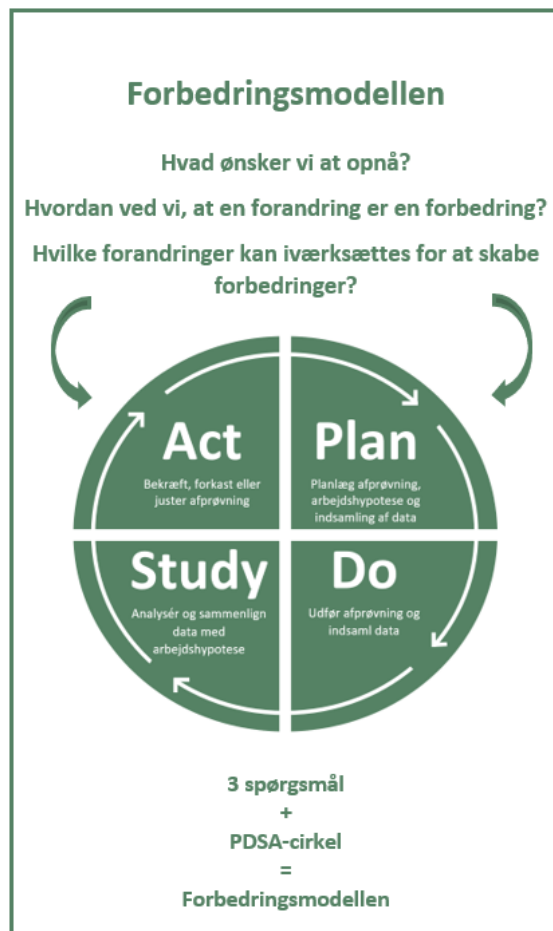 Forbedringsmodellen
Hvad ønsker vi at opnå?
Hvordan ved vi, at en forandring er en forbedring?
Hvilke forandringer kan iværksættes for at skabe
forbedringer?
Act
Bekræft, forkast eller
juster afprøvning
Plan
Planlæg afprøvning,
arbejdshypotese og
indsamling af data
Study
Analysér og sammenlign
data med
arbejdshypotese
Do
Udfør afprøvning og
indsaml data
3 spørgsmål
+
PDSA-cirkel
=
Forbedringsmodellen